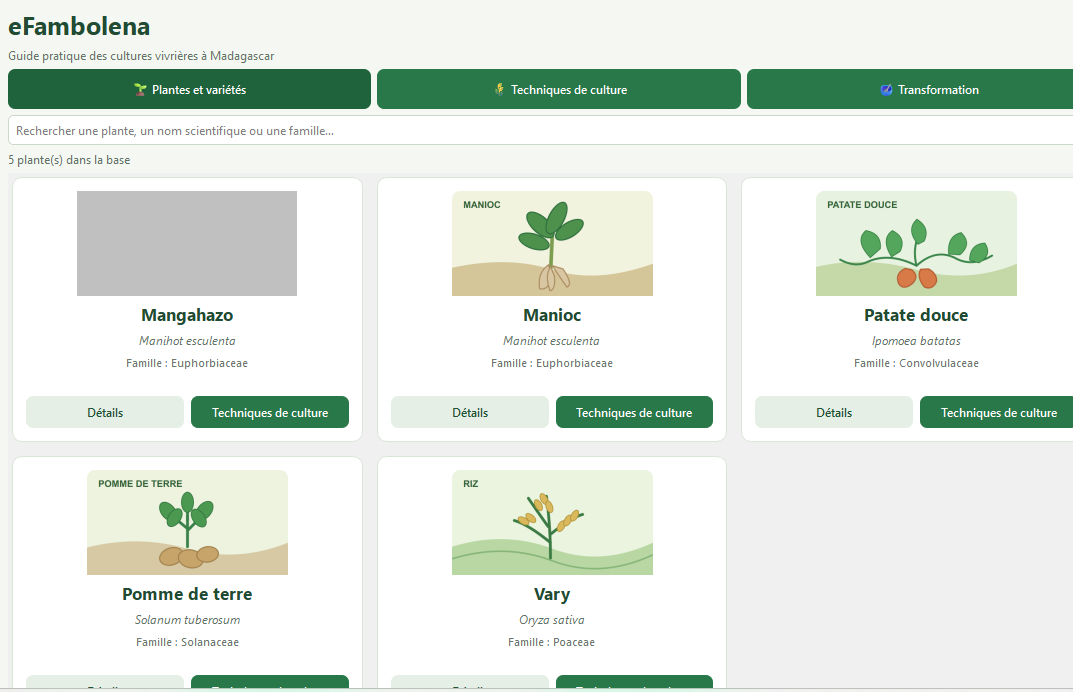 eFambolena
Guide pratique des cultures vivrières à Madagascar
Plantes et variétés
Techniques de culture
Transformation
Rechercher une plante, un nom scientifique ou une famille...
5 plante(s) dans la base
Mangahazo
Manihot esculenta
Famille : Euphorbiaceae
Détails
Techniques de culture
MANIOC
Manioc
Manihot esculenta
Famille : Euphorbiaceae
Détails
Techniques de culture
PATATE DOUCE
Patate douce
Ipomoea batatas
Famille : Convolvulaceae
Détails
Techniques de culture
POMME DE TERRE
Pomme de terre
Solanum tuberosum
Famille : Solanaceae
RIZ
Vary
Oryza sativa
Famille : Poaceae